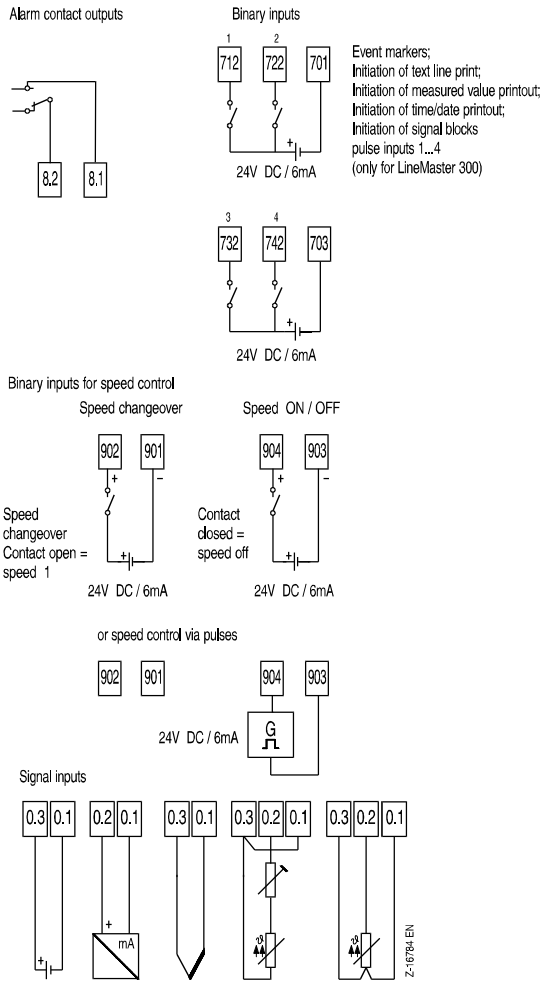 Alarm contact outputs
8.2 8.1
Binary inputs
1 2
712 722 701
+
24V DC / 6mA
Event markers;
Initiation of text line print;
Initiation of measured value printout;
Initiation of time/date printout;
Initiation of signal blocks
pulse inputs 1...4
(only for LineMaster 300)
3 4
732 742 703
+
24V DC / 6mA
Binary inputs for speed control
Speed changeover
902 901
+ −
Speed
changeover
Contact open =
speed 1
+
24V DC / 6mA
Speed ON / OFF
904 903
+ −
Contact
closed =
speed off
+
24V DC / 6mA
or speed control via pulses
902 901 904 903
24V DC / 6mA
G
Signal inputs
0.3 0.1 0.2 0.1 0.3 0.1 0.3 0.2 0.1 0.3 0.2 0.1
+
+
mA
ϑ
ϑ
Z-16784 EN